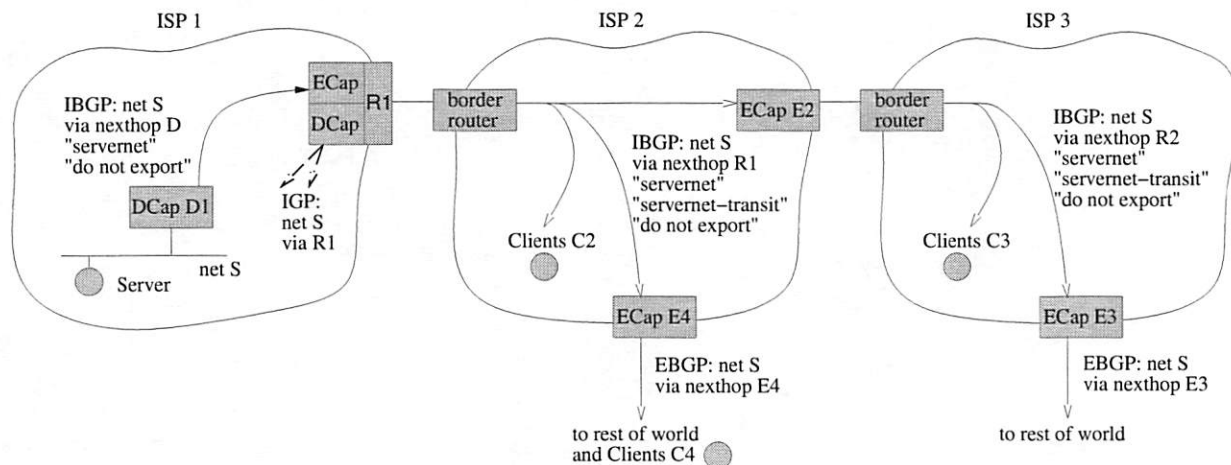 ISP 1
ISP 2
ISP 3
IBGP: net S
via nexthop D
"servernet"
"do not export"
ECap
DCap
R1
border
router
ECap E2
border
router
DCap D1
IGP:
net S
via R1
net S
Server
Clients C2
IBGP: net S
via nexthop R1
"servernet"
"servernet−transit"
"do not export"
Clients C3
IBGP: net S
via nexthop R2
"servernet"
"servernet−transit"
"do not export"
ECap E4
ECap E3
EBGP: net S
via nexthop E4
EBGP: net S
via nexthop E3
to rest of world
and Clients C4
to rest of world